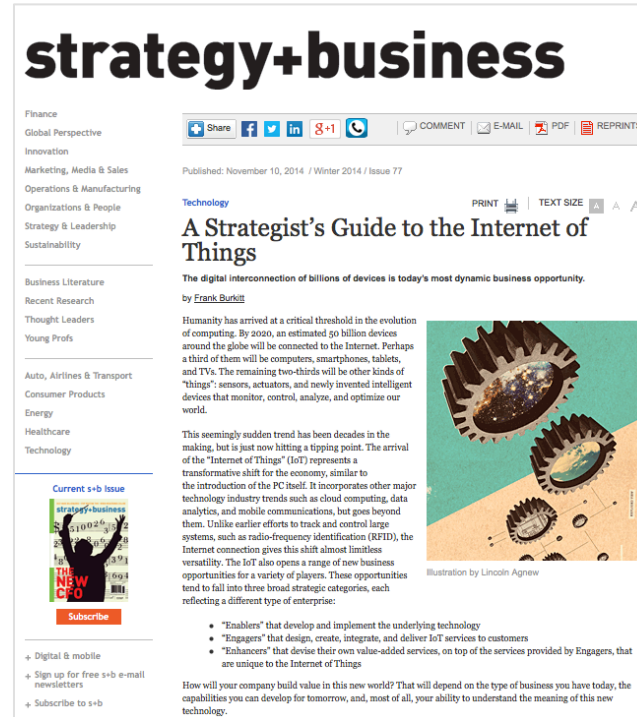 strategy+business
Finance
Global Perspective
Innovation
Marketing, Media & Sales
Operations & Manufacturing
Organizations & People
Strategy & Leadership
Sustainability
Business Literature
Recent Research
Thought Leaders
Young Profs
Auto, Airlines & Transport
Consumer Products
Energy
Healthcare
Technology
Current s+b Issue
strategy+business
THE
NEW
CFO
Subscribe
+ Digital & mobile
+ Sign up for free s+b e-mail
newsletters
+ Subscribe to s+b
Share
g+1
COMMENT
E-MAIL
PDF
REPRINTS
Published: November 10, 2014 / Winter 2014 / Issue 77
Technology
PRINT
TEXT SIZE A A A
A Strategist's Guide to the Internet of
Things
The digital interconnection of billions of devices is today's most dynamic business opportunity.
by Frank Burkitt
Humanity has arrived at a critical threshold in the evolution
of computing. By 2020, an estimated 50 billion devices
around the globe will be connected to the Internet. Perhaps
a third of them will be computers, smartphones, tablets,
and TVs. The remaining two-thirds will be other kinds of
"things": sensors, actuators, and newly invented intelligent
devices that monitor, control, analyze, and optimize our
world.
This seemingly sudden trend has been decades in the
making, but is just now hitting a tipping point. The arrival
of the "Internet of Things" (IoT) represents a
transformative shift for the economy, similar to
the introduction of the PC itself. It incorporates other major
technology industry trends such as cloud computing, data
analytics, and mobile communications, but goes beyond
them. Unlike earlier efforts to track and control large
systems, such as radio-frequency identification (RFID), the
Internet connection gives this shift almost limitless
versatility. The IoT also opens a range of new business
opportunities for a variety of players. These opportunities
tend to fall into three broad strategic categories, each
reflecting a different type of enterprise:
Illustration by Lincoln Agnew
• "Enablers" that develop and implement the underlying technology
• "Engagers" that design, create, integrate, and deliver IoT services to customers
• "Enhancers" that devise their own value-added services, on top of the services provided by Engagers, that
are unique to the Internet of Things
How will your company build value in this new world? That will depend on the type of business you have today, the
capabilities you can develop for tomorrow, and, most of all, your ability to understand the meaning of this new
technology.